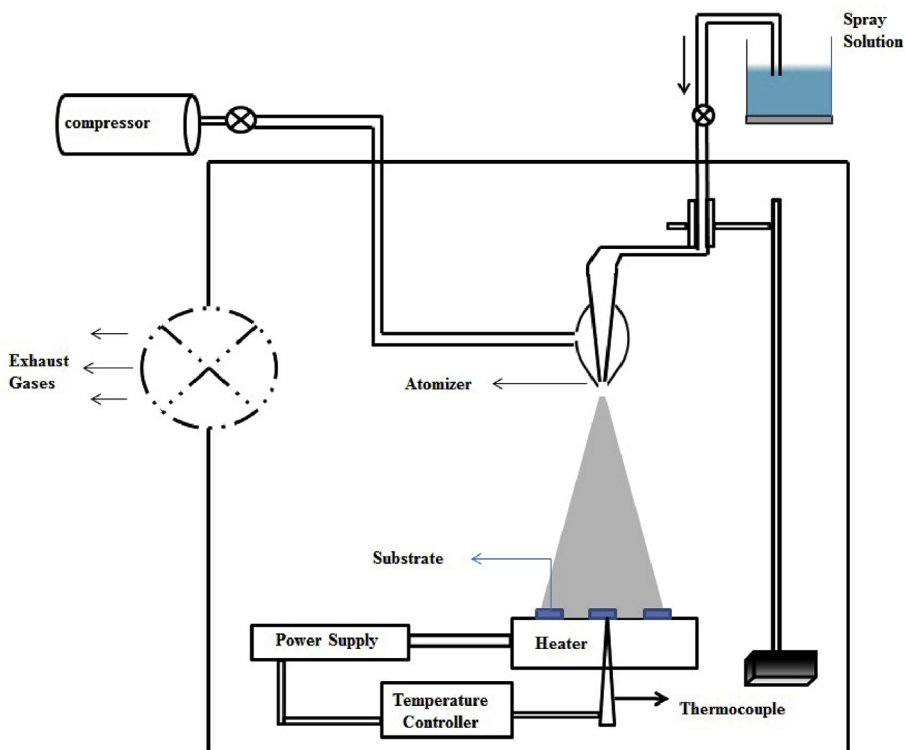 Spray
Solution
compressor
Exhaust
Gases
Atomizer
Substrate
Power Supply
Heater
Temperature
Controller
Thermocouple